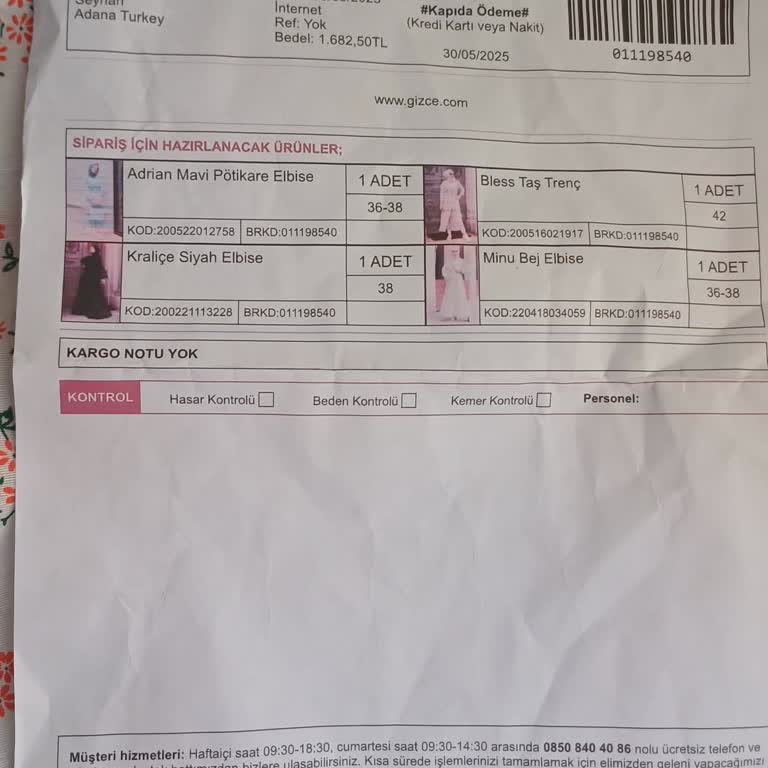 Seyhan
Adana Turkey
İnternet
Ref: Yok
Bedel: 1.682,50TL
#Kapıda Ödeme#
(Kredi Kartı veya Nakit)
30/05/2025
011198540
www.gizce.com
SİPARİŞ İÇİN HAZIRLANACAK ÜRÜNLER;
Adrian Mavi Pötikare Elbise
1 ADET
36-38
KOD:200522012758 BRKD:011198540
Bless Taş Trenç
1 ADET
42
KOD:200516021917 BRKD:011198540
Kraliçe Siyah Elbise
1 ADET
38
KOD:200221113228 BRKD:011198540
Minu Bej Elbise
1 ADET
36-38
KOD:220418034059 BRKD:011198540
KARGO NOTU YOK
KONTROL Hasar Kontrolü Beden Kontrolü Kemer Kontrolü Personel:
Müşteri hizmetleri: Haftaiçi saat 09:30-18:30, cumartesi saat 09:30-14:30 arasında 0850 840 40 86 nolu ücretsiz telefon ve
bizlere ulaşabilirsiniz. Kısa sürede işlemlerinizi tamamlamak için elimizden geleni yapacağımızı